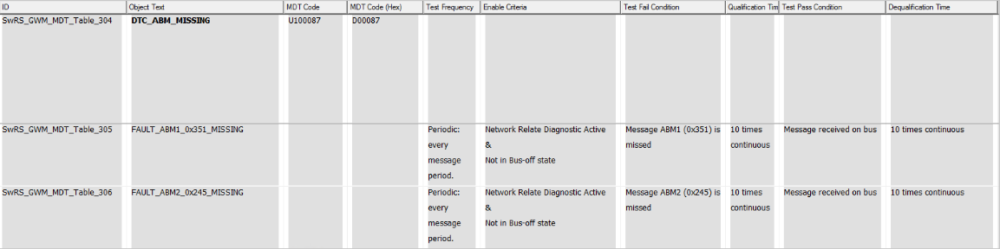 ID Object Text MDT Code MDT Code (Hex) Test Frequency Enable Criteria Test Fail Condition Qualification Tim Test Pass Condition Dequalification Time
SwRS_GWM_MDT_Table_304 DTC_ABM_MISSING U100087 D00087
SwRS_GWM_MDT_Table_305 FAULT_ABM1_0x351_MISSING Periodic: Network Relate Diagnostic Active Message ABM1 (0x351) is 10 times Message received on bus 10 times continuous
every & missed continuous
message Not in Bus-off state
period.
SwRS_GWM_MDT_Table_306 FAULT_ABM2_0x245_MISSING Periodic: Network Relate Diagnostic Active Message ABM2 (0x245) is 10 times Message received on bus 10 times continuous
every & missed continuous
message Not in Bus-off state
period.